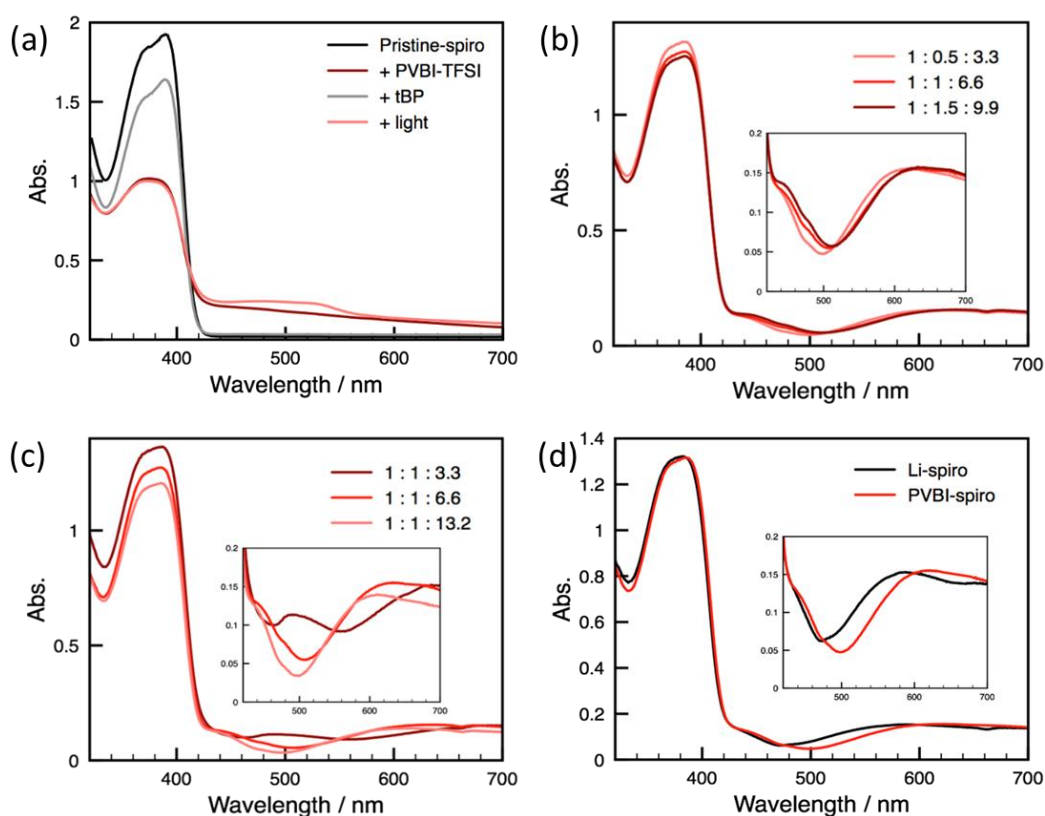 (a)
2
1.5
1
0.5
0
Abs.
Pristine-spiro
+ PVBI-TFSI
+ tBP
+ light
400
500
600
700
Wavelength / nm
(b)
1
0.5
0
Abs.
1 : 0.5 : 3.3
1 : 1 : 6.6
1 : 1.5 : 9.9
0.2
0.15
0.1
0.05
0
500
600
700
400
500
600
700
Wavelength / nm
(c)
1
0.5
0
Abs.
1 : 1 : 3.3
1 : 1 : 6.6
1 : 1 : 13.2
0.2
0.15
0.1
0.05
0
500
600
700
400
500
600
700
Wavelength / nm
(d)
1.4
1.2
1
0.8
0.6
0.4
0.2
0
Abs.
Li-spiro
PVBI-spiro
0.2
0.15
0.1
0.05
0
500
600
700
400
500
600
700
Wavelength / nm